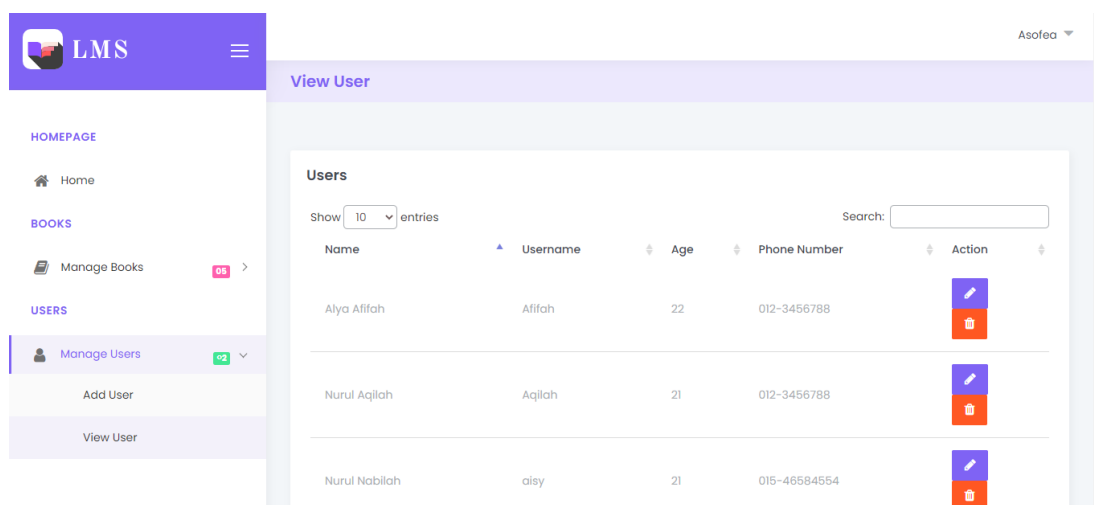 LMS
Asofea
View User
HOMEPAGE
Home
BOOKS
Manage Books 05
USERS
Manage Users 02
Add User
View User
Users
Show 10 entries Search:
Name Username Age Phone Number Action
Alya Afifah Afifah 22 012-3456788
Nurul Aqilah Aqilah 21 012-3456788
Nurul Nabilah aisy 21 015-46584554